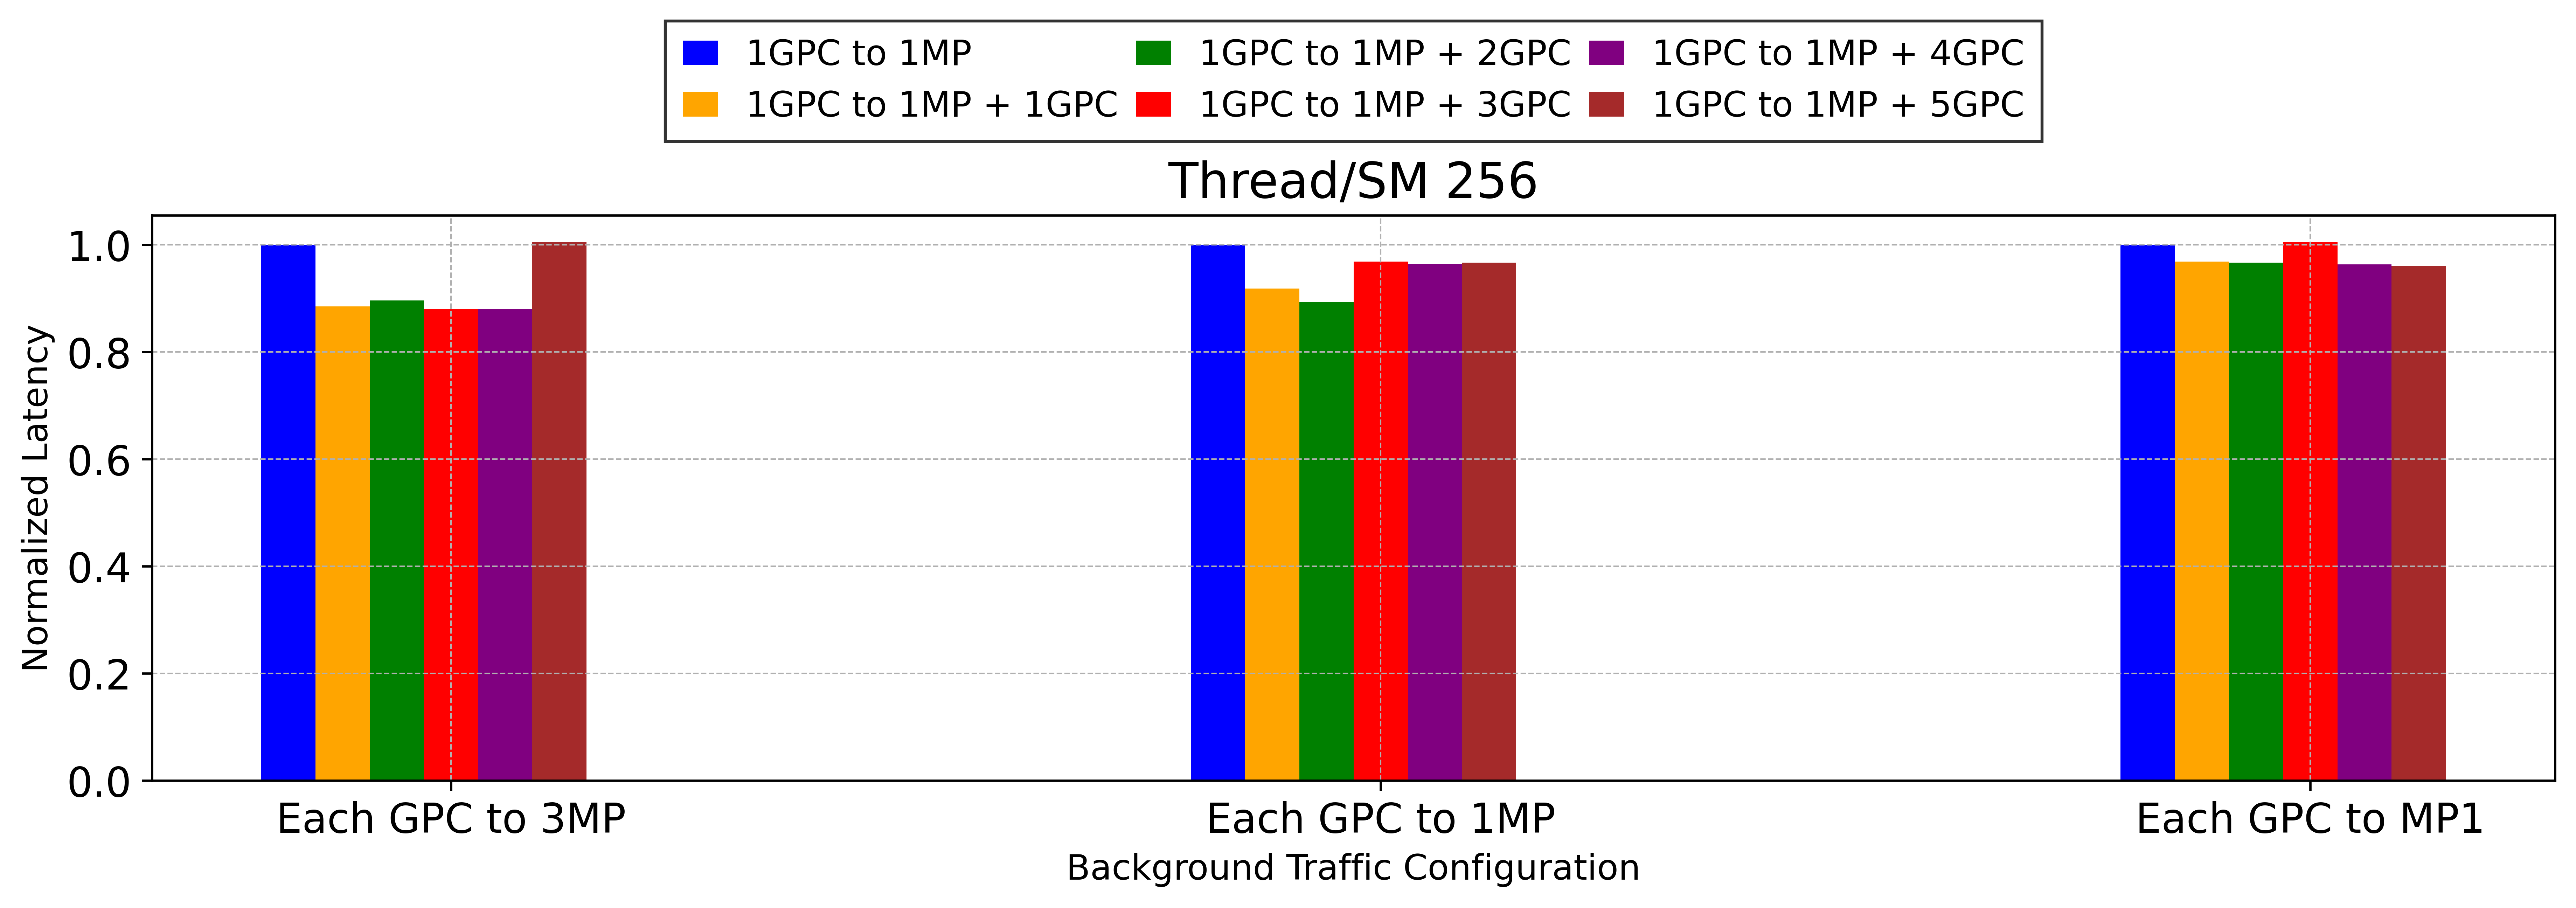 1GPC to 1MP
1GPC to 1MP + 1GPC
1GPC to 1MP + 2GPC
1GPC to 1MP + 3GPC
1GPC to 1MP + 4GPC
1GPC to 1MP + 5GPC
Thread/SM 256
Normalized Latency
1.0
0.8
0.6
0.4
0.2
0.0
Each GPC to 3MP
Each GPC to 1MP
Each GPC to MP1
Background Traffic Configuration